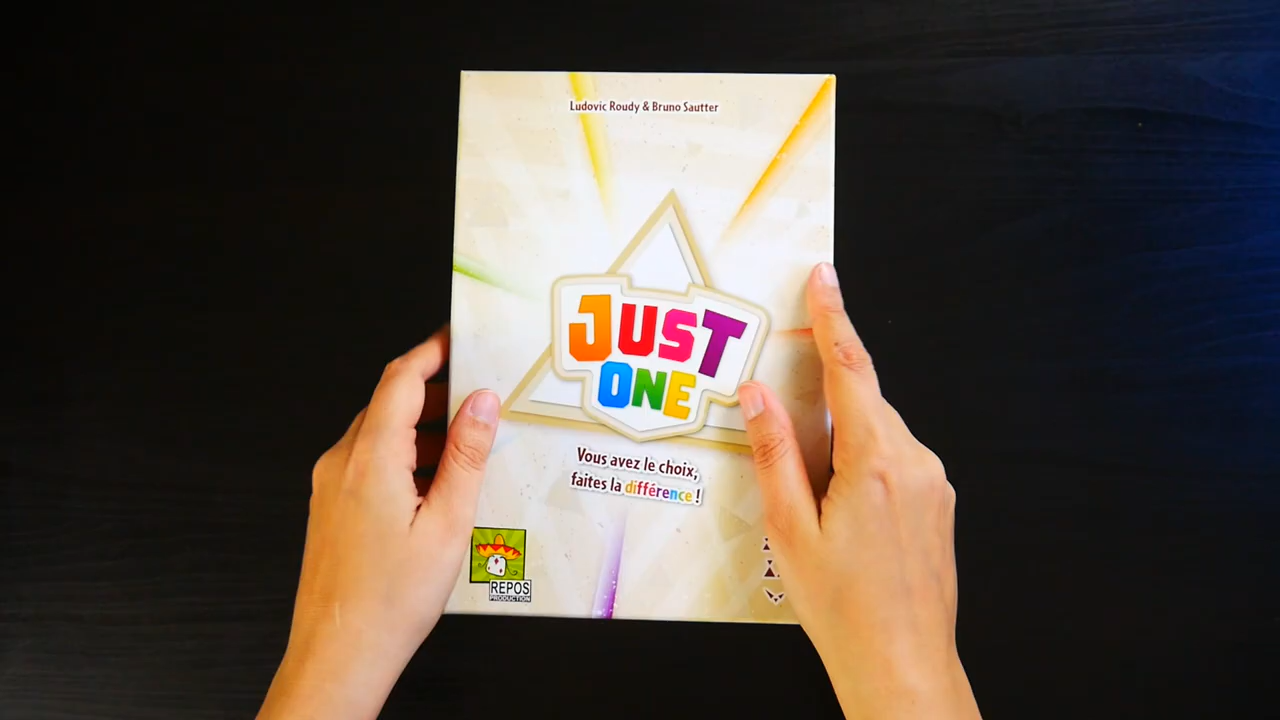 Ludovic Roudy & Bruno Sautter
JUST
ONE
Vous avez le choix,
faites la différence !
REPOS
PRODUCTION